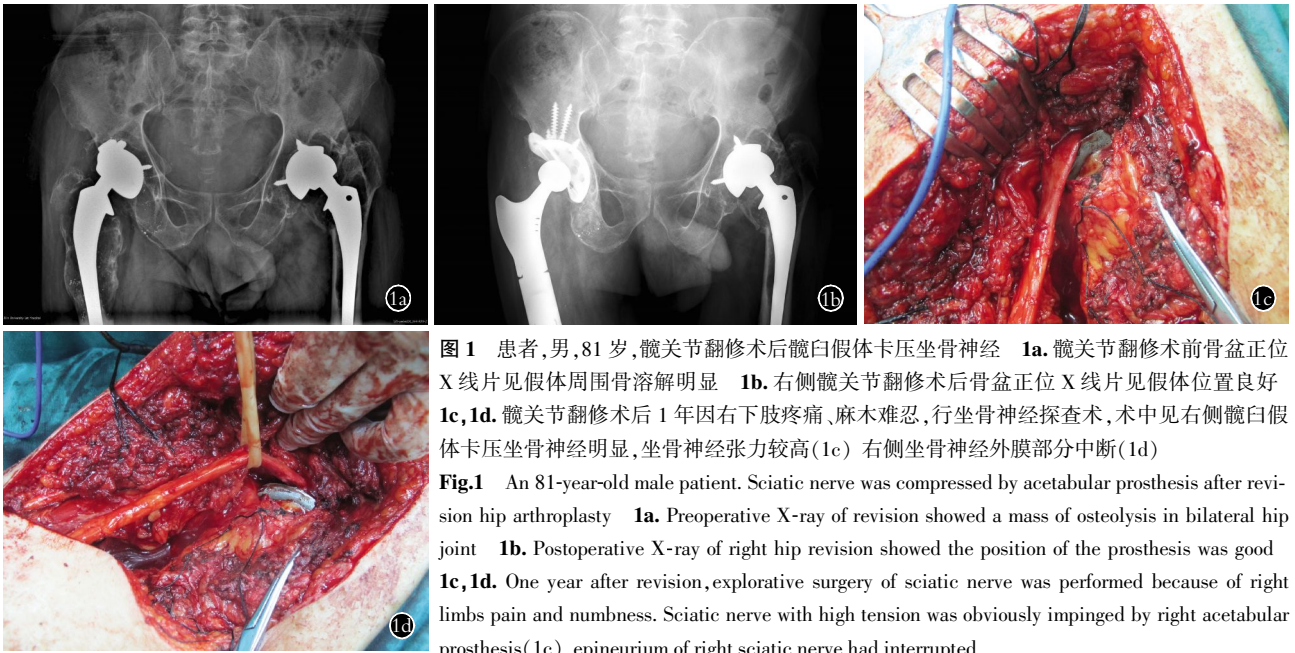 1a
1b
1c
1d
图 1 患者,男,81 岁,髋关节翻修术后髋臼假体卡压坐骨神经 1a. 髋关节翻修术前骨盆正位
X 线片见假体周围骨溶解明显 1b. 右侧髋关节翻修术后骨盆正位 X 线片见假体位置良好
1c,1d. 髋关节翻修术后 1 年因右下肢疼痛、麻木难忍,行坐骨神经探查术,术中见右侧髋臼假
体卡压坐骨神经明显,坐骨神经张力较高(1c) 右侧坐骨神经外膜部分中断(1d)
Fig.1 An 81-year-old male patient. Sciatic nerve was compressed by acetabular prosthesis after revi-
sion hip arthroplasty 1a. Preoperative X-ray of revision showed a mass of osteolysis in bilateral hip
joint 1b. Postoperative X-ray of right hip revision showed the position of the prosthesis was good
1c,1d. One year after revision,explorative surgery of sciatic nerve was performed because of right
limbs pain and numbness. Sciatic nerve with high tension was obviously impinged by right acetabular
prosthesis(1c) epineurium of right sciatic nerve had interrupted